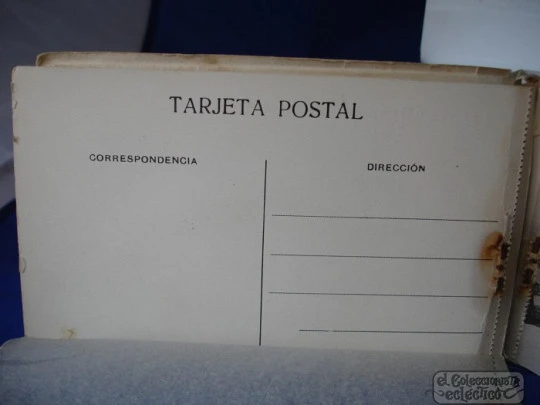 TARJETA POSTAL
CORRESPONDENCIA
DIRECCIÓN
el Coleccionista
ecléctico